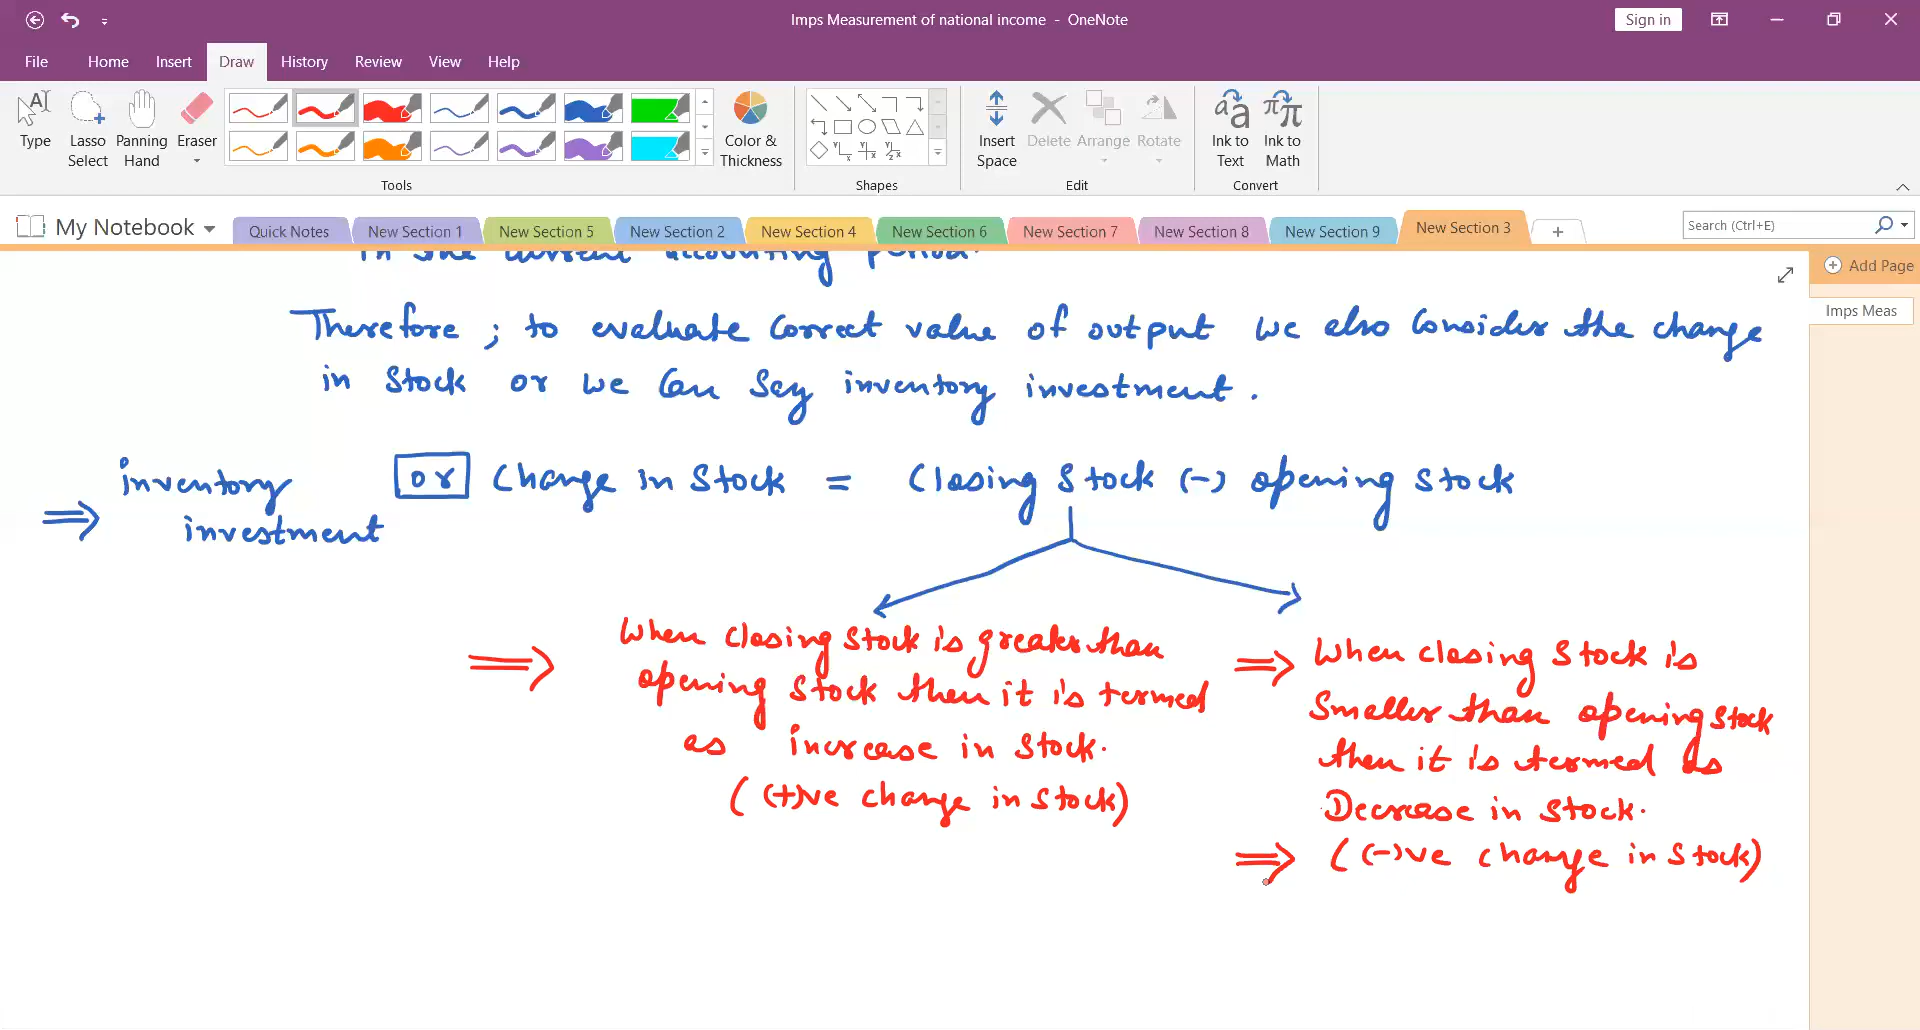 Imps Measurement of national income - OneNote
Sign in
File Home Insert Draw History Review View Help
Type
Lasso Select
Panning Hand
Eraser
Color & Thickness
Insert Space
Delete
Arrange
Rotate
Ink to Text
Ink to Math
Tools
Shapes
Edit
Convert
My Notebook
Quick Notes
New Section 1
New Section 5
New Section 2
New Section 4
New Section 6
New Section 7
New Section 8
New Section 9
New Section 3
Search (Ctrl+E)
Add Page
Imps Meas
in the current accounting period.
Therefore ; to evaluate correct value of output we also consider the change
in stock or we can say inventory investment.
⇒ inventory investment or change in stock = closing stock (-) opening stock
⇒ When closing stock is greater than
opening stock then it is termed
as increase in stock.
((+)ve change in stock)
⇒ When closing stock is
smaller than opening stock
then it is termed as
Decrease in stock.
⇒ ((-)ve change in stock)